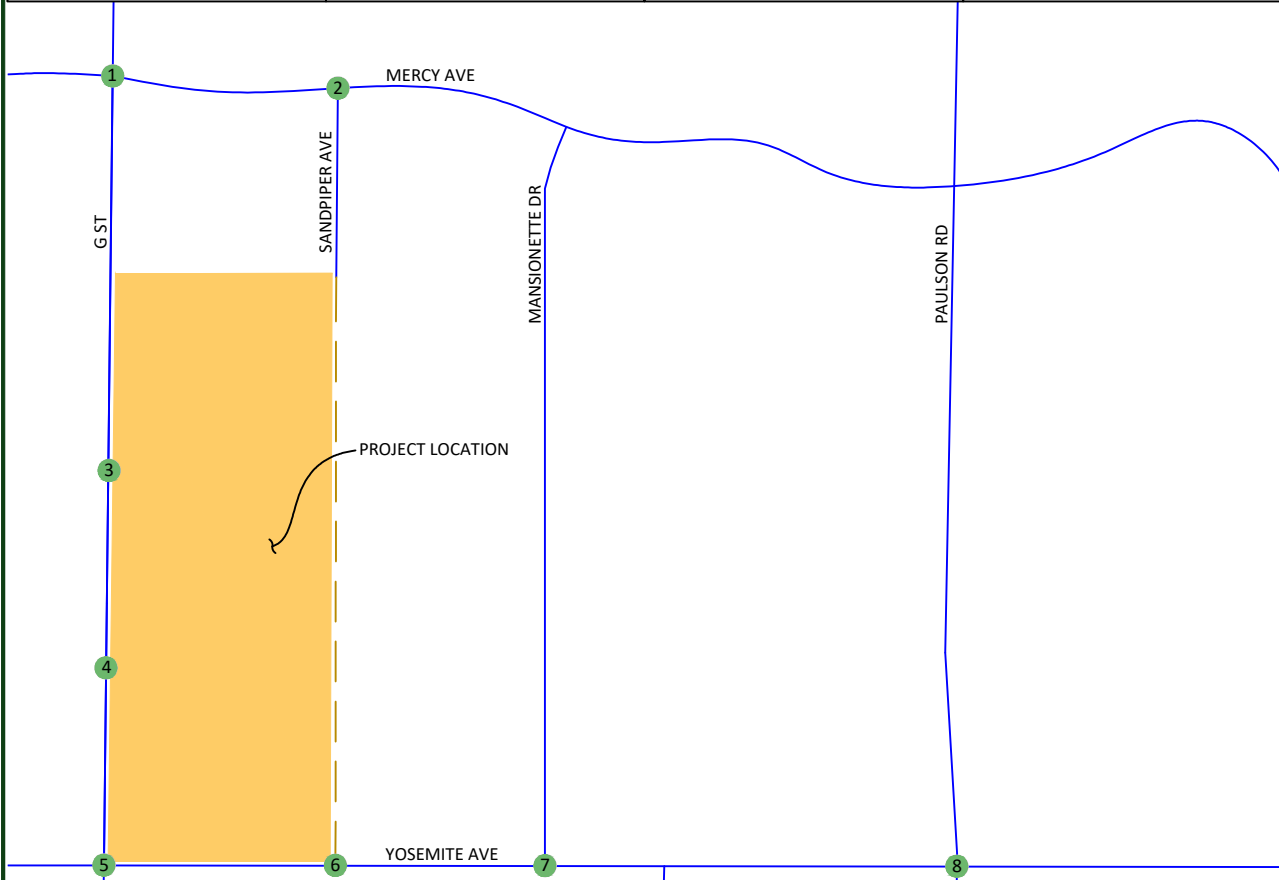 1
2
MERCY AVE
SANDPIPER AVE
G ST
MANSIONETTE DR
PAULSON RD
PROJECT LOCATION
3
4
YOSEMITE AVE
5
6
7
8